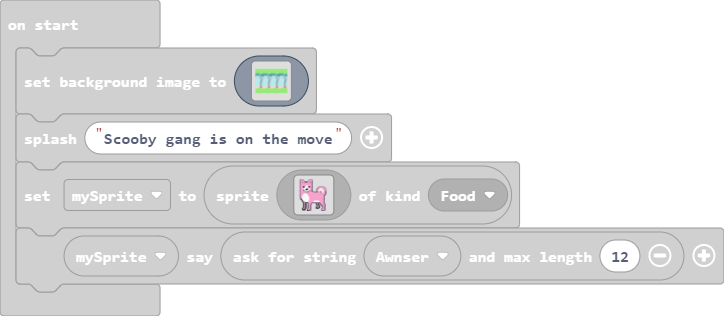 on start
set background image to
splash "Scooby gang is on the move"
set mySprite to sprite of kind Food
mySprite say ask for string Awnser and max length 12